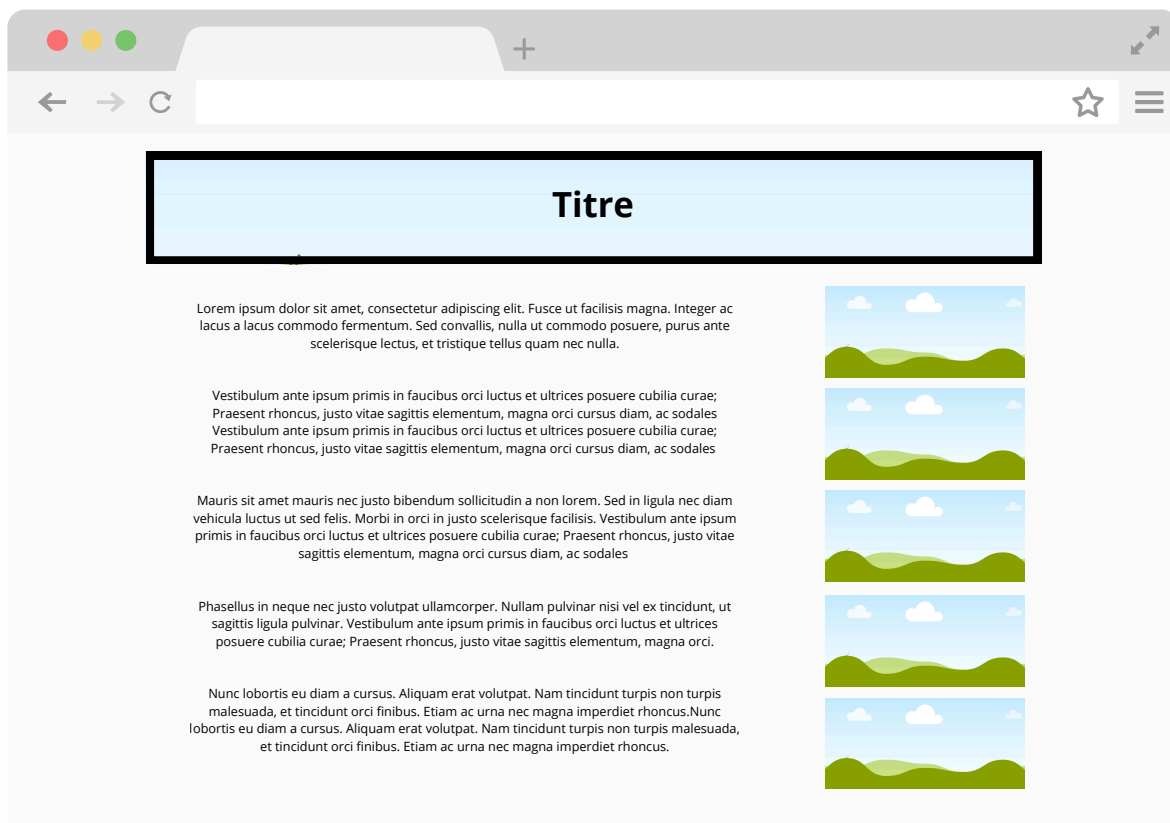 Titre
Lorem ipsum dolor sit amet, consectetur adipiscing elit. Fusce ut facilisis magna. Integer ac
lacus a lacus commodo fermentum. Sed convallis, nulla ut commodo posuere, purus ante
scelerisque lectus, et tristique tellus quam nec nulla.
Vestibulum ante ipsum primis in faucibus orci luctus et ultrices posuere cubilia curae;
Praesent rhoncus, justo vitae sagittis elementum, magna orci cursus diam, ac sodales
Vestibulum ante ipsum primis in faucibus orci luctus et ultrices posuere cubilia curae;
Praesent rhoncus, justo vitae sagittis elementum, magna orci cursus diam, ac sodales
Mauris sit amet mauris nec justo bibendum sollicitudin a non lorem. Sed in ligula nec diam
vehicula luctus ut sed felis. Morbi in orci in justo scelerisque facilisis. Vestibulum ante ipsum
primis in faucibus orci luctus et ultrices posuere cubilia curae; Praesent rhoncus, justo vitae
sagittis elementum, magna orci cursus diam, ac sodales
Phasellus in neque nec justo volutpat ullamcorper. Nullam pulvinar nisi vel ex tincidunt, ut
sagittis ligula pulvinar. Vestibulum ante ipsum primis in faucibus orci luctus et ultrices
posuere cubilia curae; Praesent rhoncus, justo vitae sagittis elementum, magna orci.
Nunc lobortis eu diam a cursus. Aliquam erat volutpat. Nam tincidunt turpis non turpis
malesuada, et tincidunt orci finibus. Etiam ac urna nec magna imperdiet rhoncus.Nunc
lobortis eu diam a cursus. Aliquam erat volutpat. Nam tincidunt turpis non turpis malesuada,
et tincidunt orci finibus. Etiam ac urna nec magna imperdiet rhoncus.